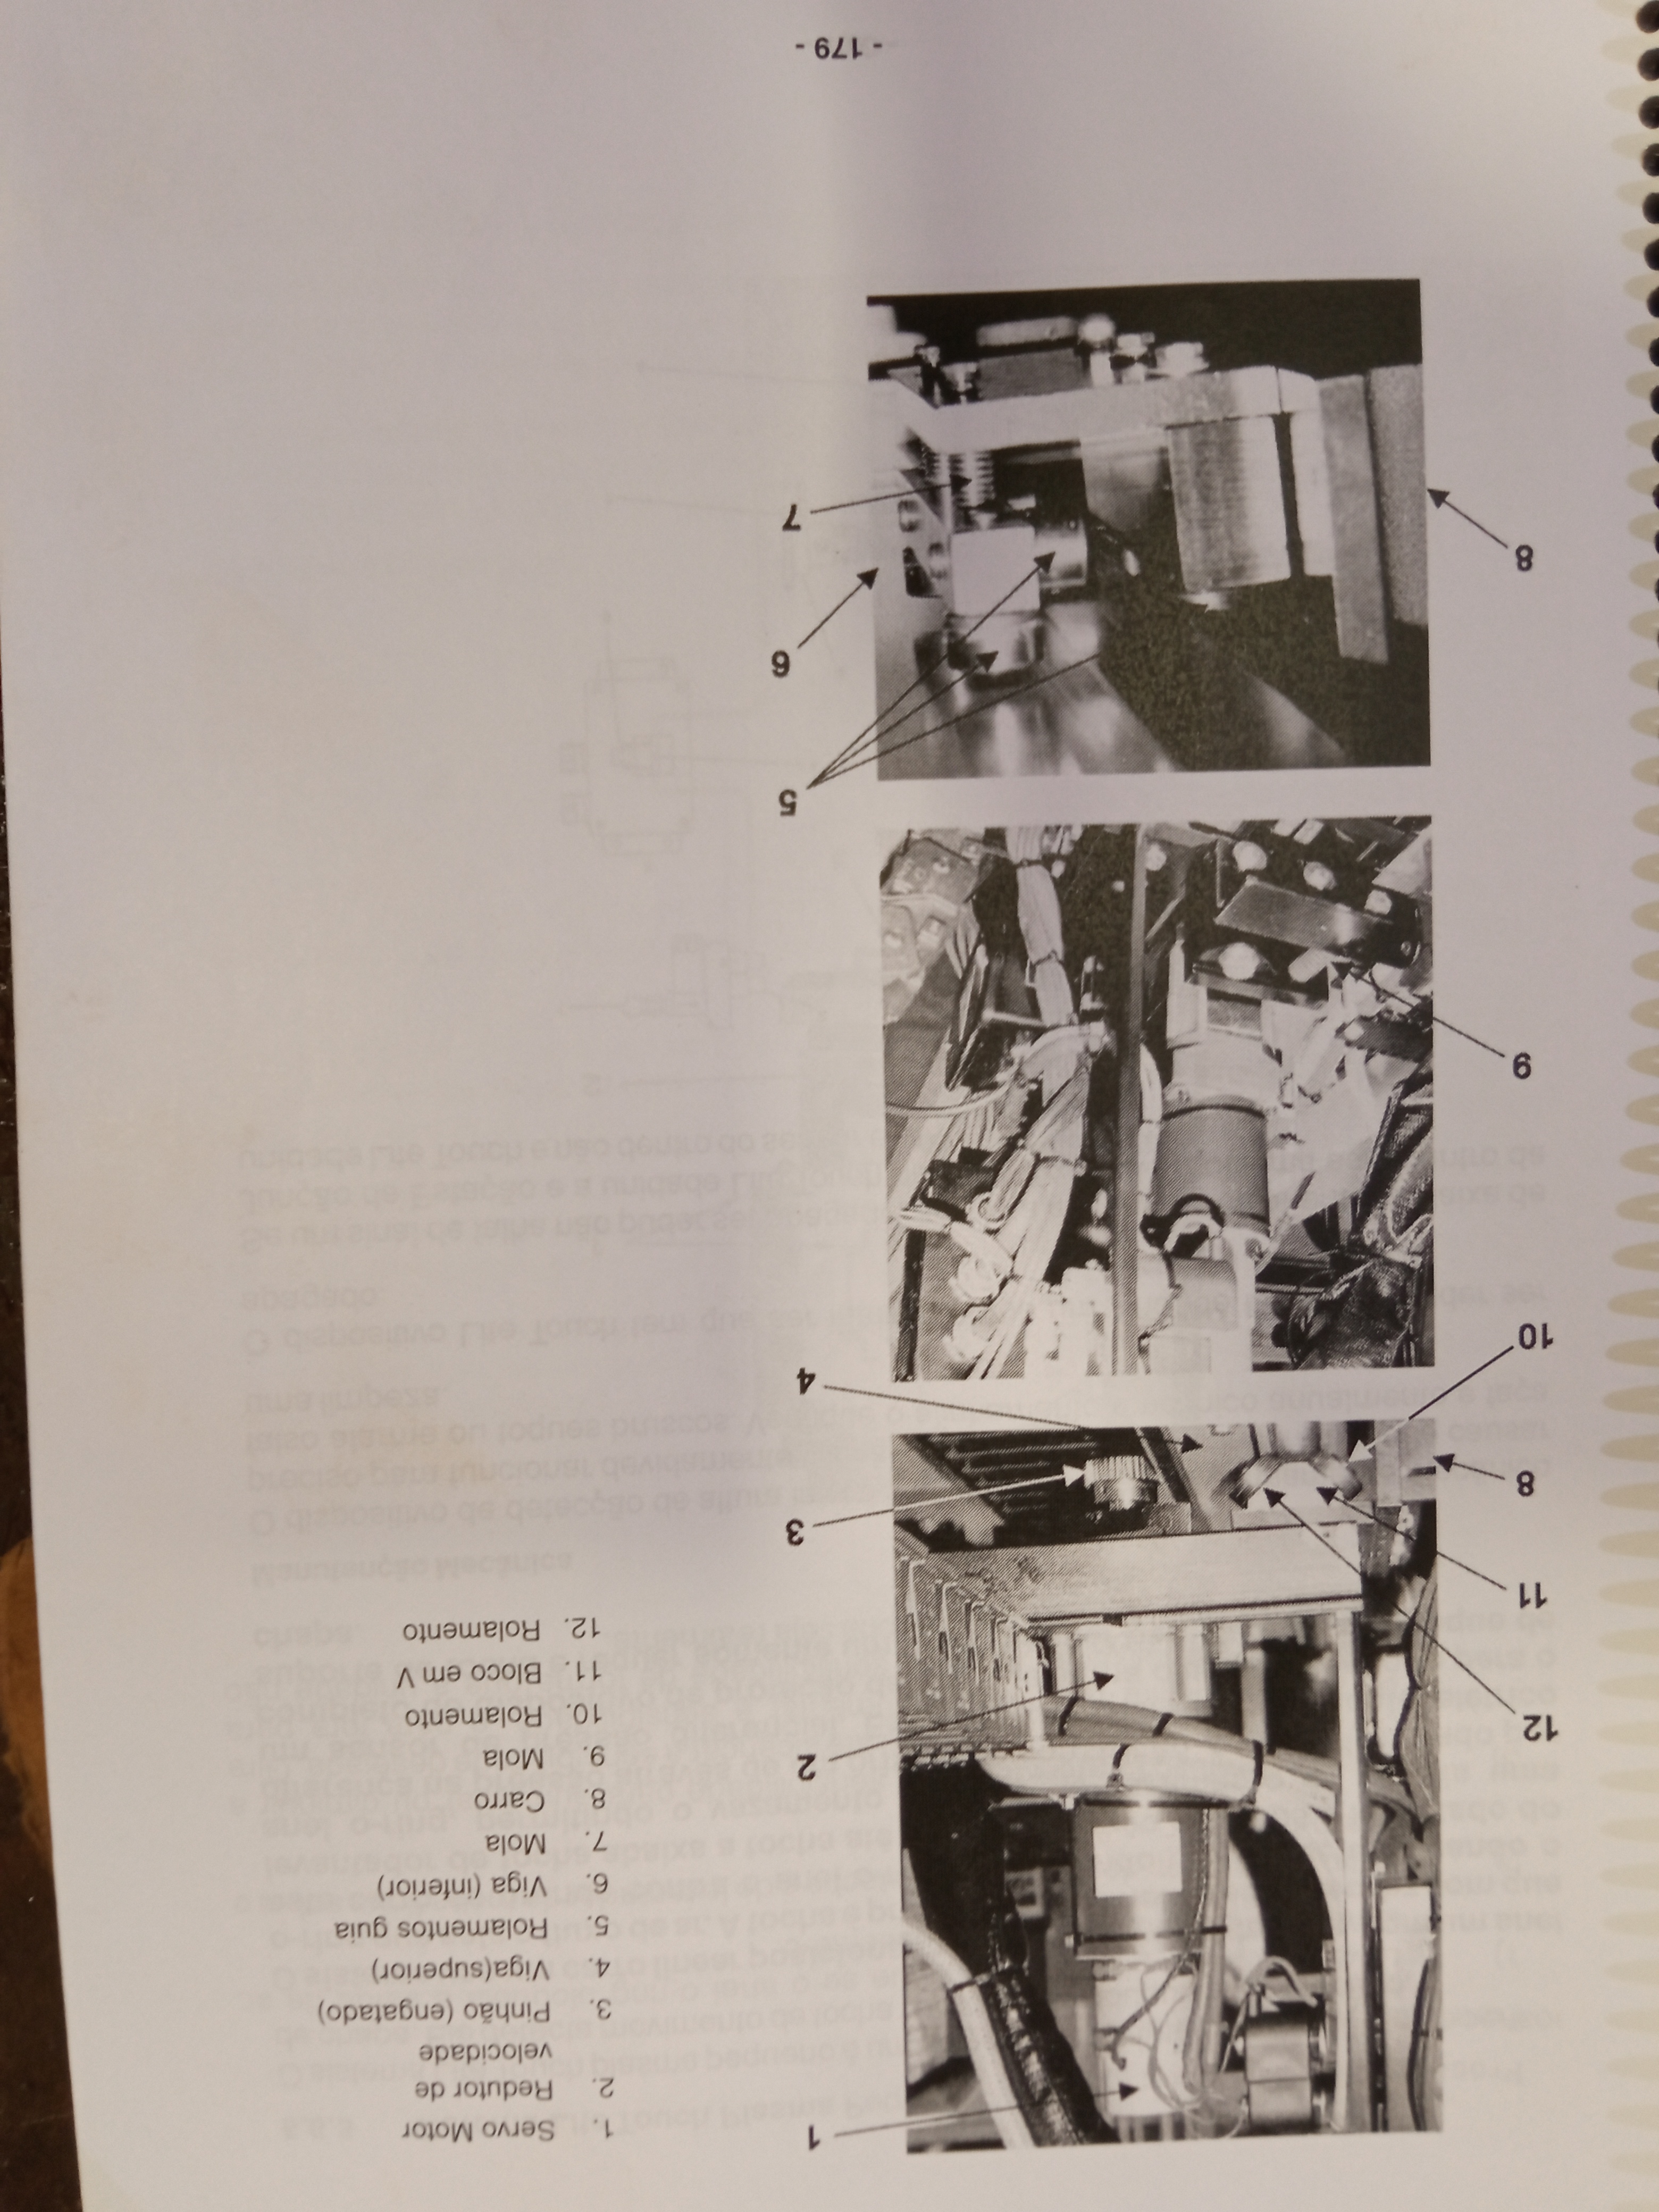 1
2
12
11
3
8
4
10
9
5
6
8
7
1. Servo Motor
2. Redutor de
velocidade
3. Pinhão (engatado)
4. Viga(superior)
5. Rolamentos guia
6. Viga (inferior)
7. Mola
8. Carro
9. Mola
10. Rolamento
11. Bloco em V
12. Rolamento
- 179 -